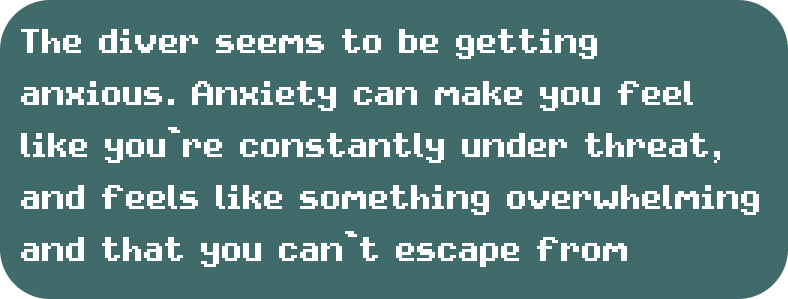 The diver seems to be getting
anxious. Anxiety can make you feel
like you`re constantly under threat,
and feels like something overwhelming
and that you can`t escape from